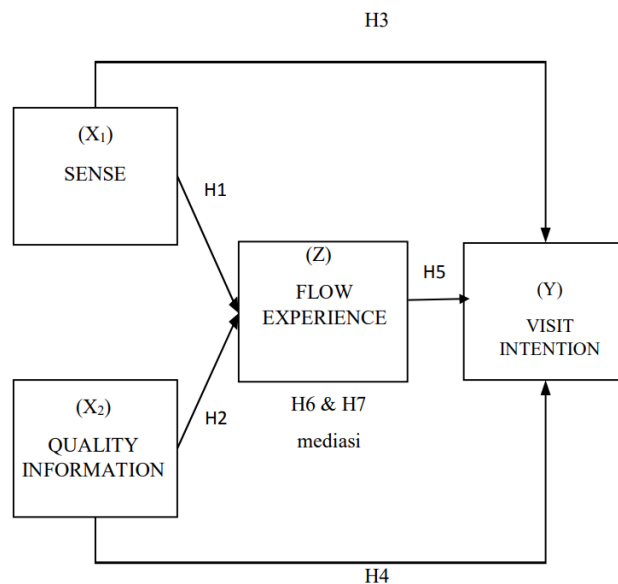 H3
(X₁)
SENSE
H1
(Z)
FLOW
EXPERIENCE
H5
(Y)
VISIT
INTENTION
(X₂)
QUALITY
INFORMATION
H2
H6 & H7
mediasi
H4